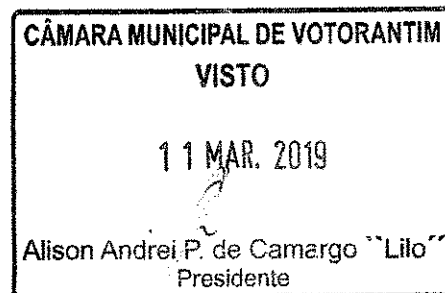 CÂMARA MUNICIPAL DE VOTORANTIM
VISTO
11 MAR. 2019
Alison Andrei P. de Camargo ``Lilo´´
Presidente